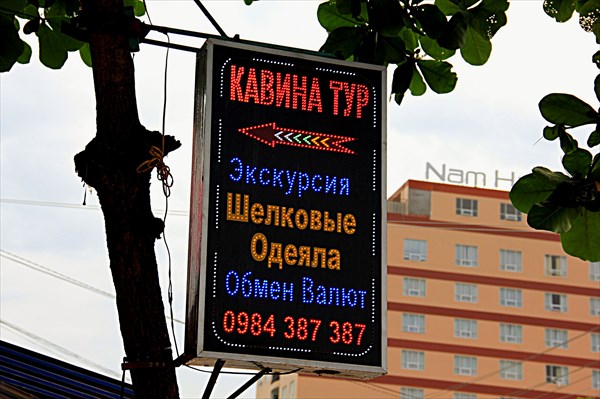 КАВИНА ТУР
Экскурсия
Шелковые
Одеяла
Обмен Валют
0984 387 387
Nam